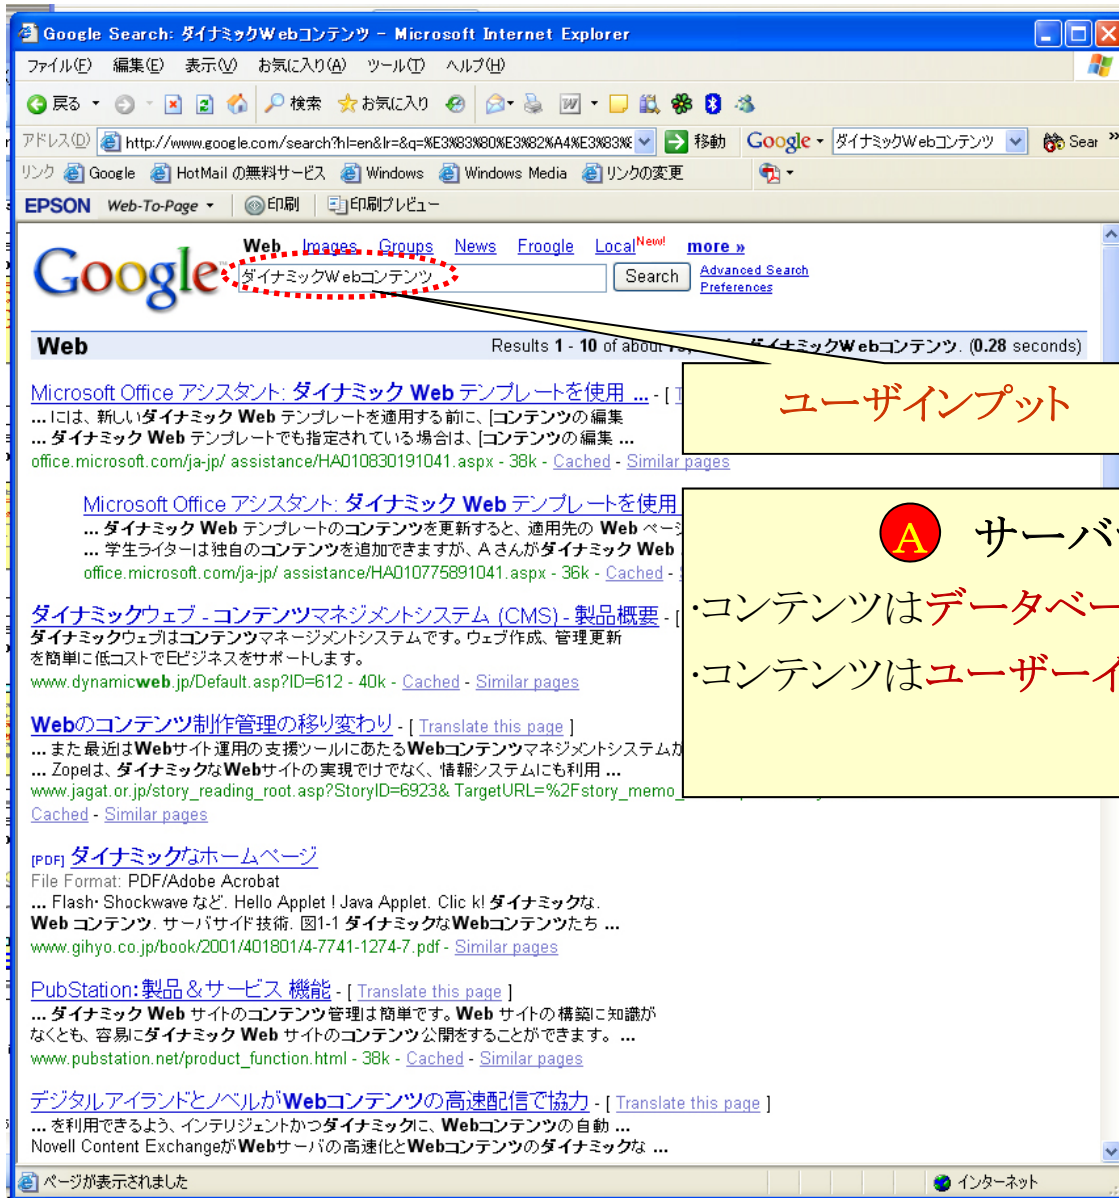 Google Search: ダイナミックWebコンテンツ - Microsoft Internet Explorer
ファイル(F) 編集(E) 表示(V) お気に入り(A) ツール(T) ヘルプ(H)
戻る 検索 お気に入り
アドレス(D) http://www.google.com/search?hl=en&lr=&q=%E3%83%80%E3%82%A4%E3%83% 移動 Google ダイナミックWebコンテンツ Sear »
リンク Google HotMail の無料サービス Windows Windows Media リンクの変更
EPSON Web-To-Page 印刷 印刷プレビュー
Web Images Groups News Froogle Local New! more »
Google ダイナミックWebコンテンツ Search Advanced Search
Preferences
Web Results 1 - 10 of about ダイナミックWebコンテンツ. (0.28 seconds)
ユーザインプット
Microsoft Office アシスタント: ダイナミック Web テンプレートを使用 ... - [
... には、新しいダイナミック Web テンプレートを適用する前に、[コンテンツの編集
... ダイナミック Web テンプレートでも指定されている場合は、[コンテンツの編集 ...
office.microsoft.com/ja-jp/ assistance/HA010830191041.aspx - 38k - Cached - Similar pages
Microsoft Office アシスタント: ダイナミック Web テンプレートを使用
... ダイナミック Web テンプレートのコンテンツを更新すると、適用先の Web ページ
... 学生ライターは独自のコンテンツを追加できますが、Aさんがダイナミック Web
office.microsoft.com/ja-jp/ assistance/HA010775891041.aspx - 36k - Cached -
A サーバ
・コンテンツはデータベー
・コンテンツはユーザーイ
ダイナミックウェブ - コンテンツマネジメントシステム (CMS) - 製品概要 - [
ダイナミックウェブはコンテンツマネージメントシステムです。ウェブ作成、管理更新
を簡単に低コストでEビジネスをサポートします。
www.dynamicweb.jp/Default.asp?ID=612 - 40k - Cached - Similar pages
Webのコンテンツ制作管理の移り変わり - [ Translate this page ]
... また最近はWebサイト運用の支援ツールにあたるWebコンテンツマネジメントシステムが
... Zopeは、ダイナミックなWebサイトの実現でけでなく、情報システムにも利用 ...
www.jagat.or.jp/story_reading_root.asp?StoryID=6923& TargetURL=%2Fstory_memo_
Cached - Similar pages
[PDF] ダイナミックなホームページ
File Format: PDF/Adobe Acrobat
... Flash・Shockwave など. Hello Applet ! Java Applet. Clic k! ダイナミックな.
Web コンテンツ. サーバサイド技術. 図1-1 ダイナミックなWebコンテンツたち ...
www.gihyo.co.jp/book/2001/401801/4-7741-1274-7.pdf - Similar pages
PubStation: 製品&サービス 機能 - [ Translate this page ]
... ダイナミック Web サイトのコンテンツ管理は簡単です。Web サイトの構築に知識が
なくとも、容易にダイナミック Web サイトのコンテンツ公開をすることができます。 ...
www.pubstation.net/product_function.html - 38k - Cached - Similar pages
デジタルアイランドとノベルがWebコンテンツの高速配信で協力 - [ Translate this page ]
... を利用できるよう、インテリジェントかつダイナミックに、Webコンテンツの自動 ...
Novell Content ExchangeがWebサーバの高速化とWebコンテンツのダイナミックな ...
ページが表示されました インターネット